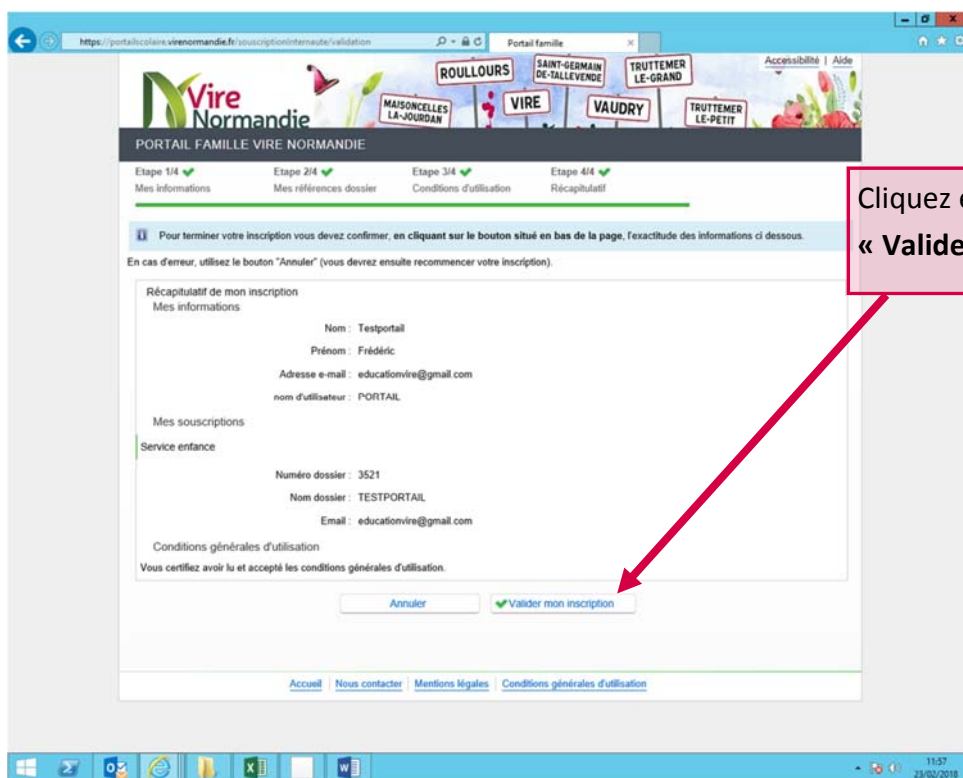 https://portailscolaire.virenormandie.fr/souscriptionInternaute/validation
Portail famille
Accessibilité | Aide
Vire
Normandie
ROULLOURS
SAINT-GERMAIN
DE-TALLEVENDE
TRUTTEMER
LE-GRAND
MAISONCELLES
LA-JOURDAN
VIRE
VAUDRY
TRUTTEMER
LE-PETIT
PORTAIL FAMILLE VIRE NORMANDIE
Etape 1/4 Etape 2/4 Etape 3/4 Etape 4/4
Mes informations Mes références dossier Conditions d'utilisation Récapitulatif
Cliquez
« Valide
Pour terminer votre inscription vous devez confirmer, en cliquant sur le bouton situé en bas de la page, l'exactitude des informations ci dessous.
En cas d'erreur, utilisez le bouton "Annuler" (vous devrez ensuite recommencer votre inscription).
Récapitulatif de mon inscription
Mes informations
Nom : Testportail
Prénom : Frédéric
Adresse e-mail : educationvire@gmail.com
nom d'utilisateur : PORTAIL
Mes souscriptions
Service enfance
Numéro dossier : 3521
Nom dossier : TESTPORTAIL
Email : educationvire@gmail.com
Conditions générales d'utilisation
Vous certifiez avoir lu et accepté les conditions générales d'utilisation.
Annuler Valider mon inscription
Accueil Nous contacter Mentions légales Conditions générales d'utilisation
11:57
23/02/2018